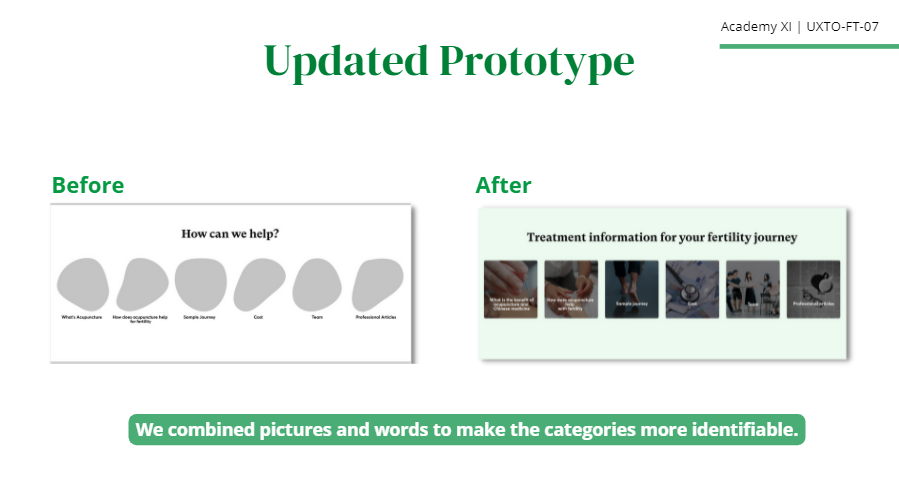 Academy XI | UXTO-FT-07
Updated Prototype
Before
After
How can we help?
What's Acupuncture
How does acupuncture help
for fertility
Sample Journey
Cost
Team
Professional Articles
Treatment information for your fertility journey
What is the benefit of
acupuncture and
Chinese medicine
How does acupuncture
help
with fertility
Sample journey
Cost
Team
Professional articles
We combined pictures and words to make the categories more identifiable.